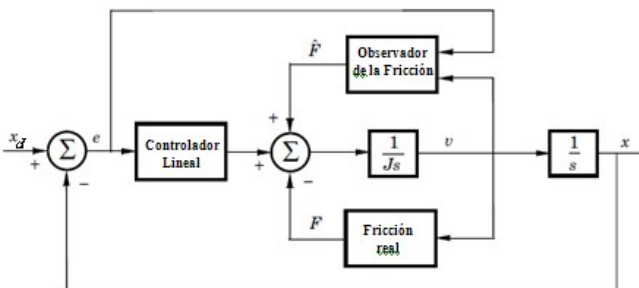 F̂
Observador
de la Fricción
x_d
+
Σ
e
−
Controlador
Lineal
+
+
Σ
−
1
Js
v
1
s
x
F
Fricción
real